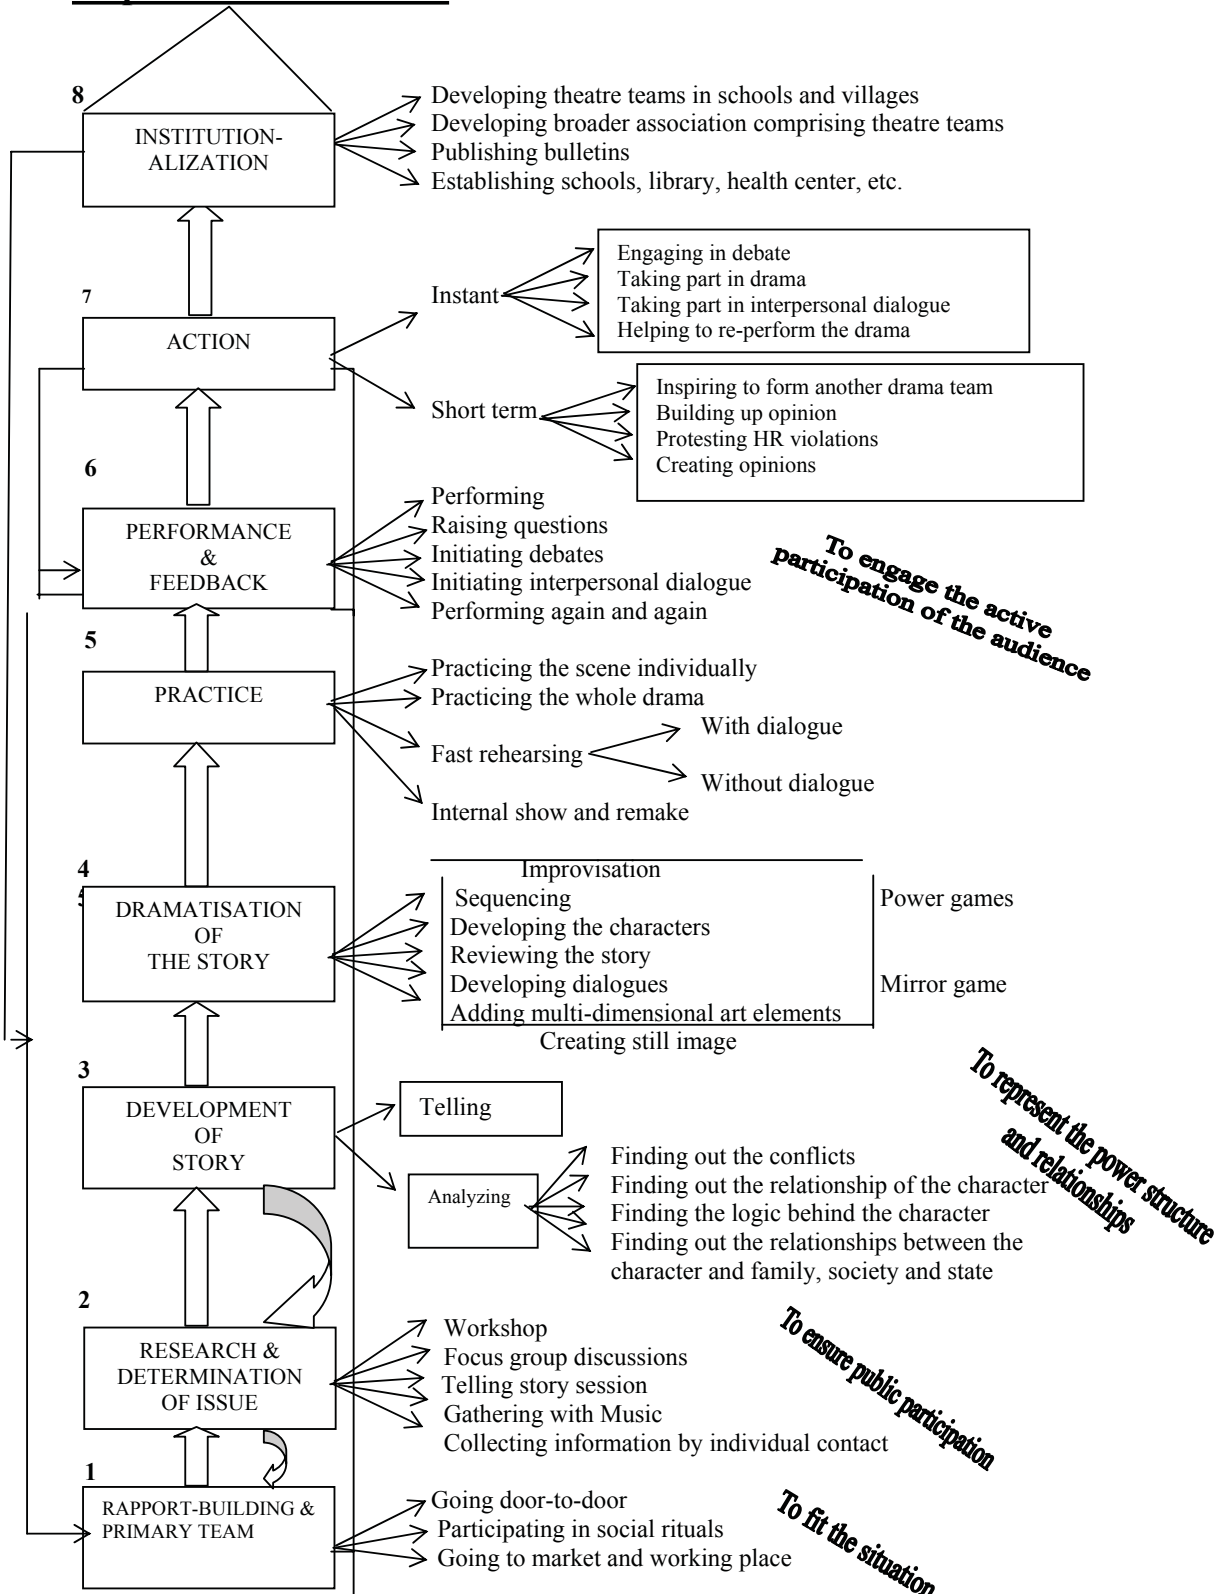 8
INSTITUTION-
ALIZATION
Developing theatre teams in schools and villages
Developing broader association comprising theatre teams
Publishing bulletins
Establishing schools, library, health center, etc.
7
ACTION
Instant
Engaging in debate
Taking part in drama
Taking part in interpersonal dialogue
Helping to re-perform the drama
Short term
Inspiring to form another drama team
Building up opinion
Protesting HR violations
Creating opinions
6
PERFORMANCE
&
FEEDBACK
Performing
Raising questions
Initiating debates
Initiating interpersonal dialogue
Performing again and again
To engage the active
participation of the audience
5
PRACTICE
Practicing the scene individually
Practicing the whole drama
Fast rehearsing
With dialogue
Without dialogue
Internal show and remake
4
DRAMATISATION
OF
THE STORY
Improvisation
Sequencing
Developing the characters
Reviewing the story
Developing dialogues
Adding multi-dimensional art elements
Creating still image
Power games
Mirror game
3
DEVELOPMENT
OF
STORY
Telling
Analyzing
Finding out the conflicts
Finding out the relationship of the character
Finding the logic behind the character
Finding out the relationships between the
character and family, society and state
To represent the power structure
and relationships
2
RESEARCH &
DETERMINATION
OF ISSUE
Workshop
Focus group discussions
Telling story session
Gathering with Music
Collecting information by individual contact
To ensure public participation
1
RAPPORT-BUILDING &
PRIMARY TEAM
Going door-to-door
Participating in social rituals
Going to market and working place
To fit the situation